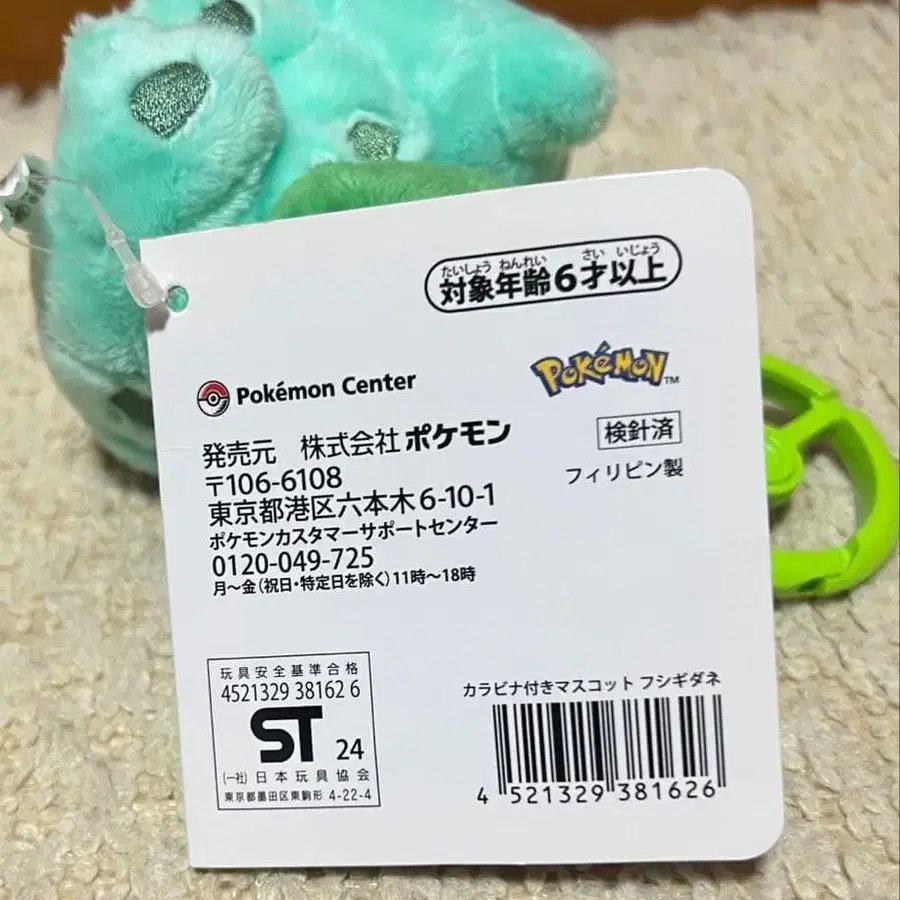 たいしょう ねんれい さい いじょう
対象年齢6才以上
Pokémon Center
POKéMON™
発売元 株式会社 ポケモン
〒106-6108
東京都港区六本木6-10-1
ポケモンカスタマーサポートセンター
0120-049-725
月～金(祝日・特定日を除く)11時～18時
検針済
フィリピン製
玩具安全基準合格
4521329 38162 6
ST 24
(一社)日本玩具協会
東京都墨田区東駒形 4-22-4
カラビナ付きマスコット フシギダネ
4 521329 381626